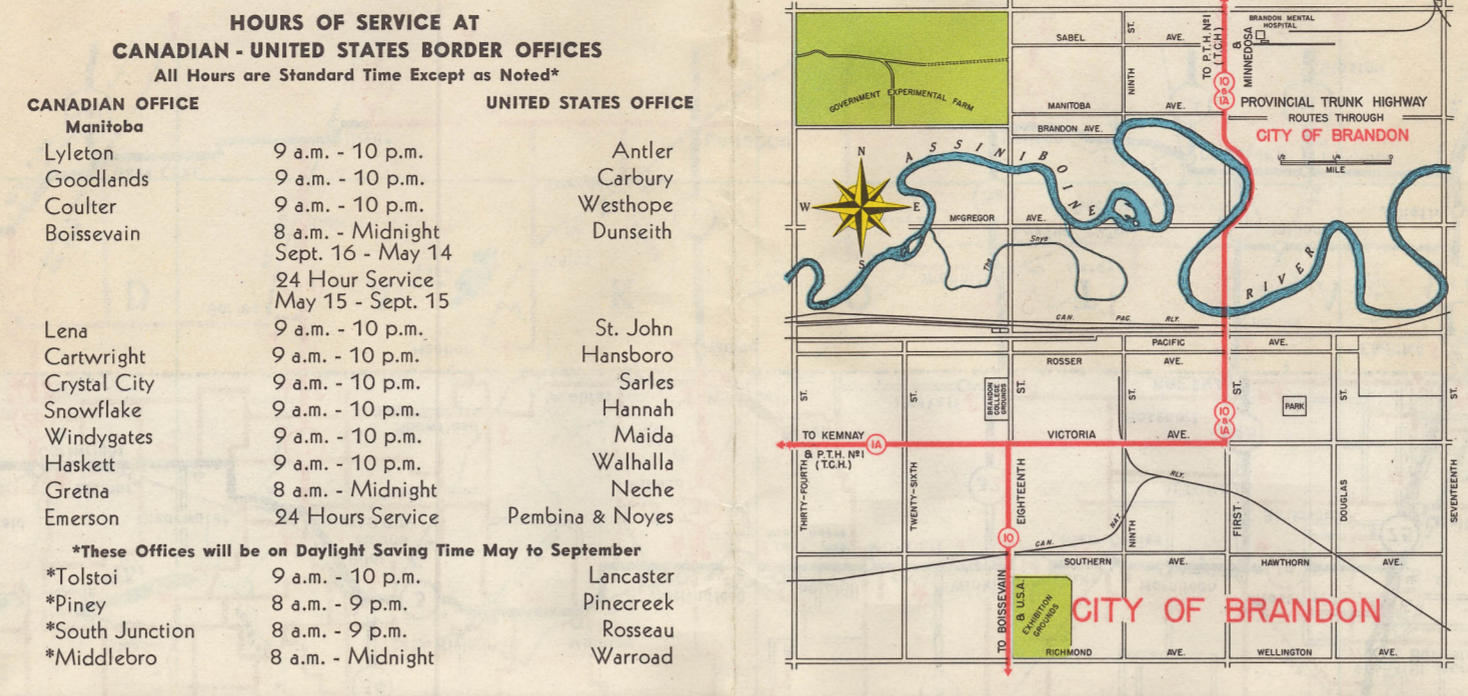 HOURS OF SERVICE AT
CANADIAN - UNITED STATES BORDER OFFICES
All Hours are Standard Time Except as Noted*
CANADIAN OFFICE UNITED STATES OFFICE
Manitoba
Lyleton 9 a.m. - 10 p.m. Antler
Goodlands 9 a.m. - 10 p.m. Carbury
Coulter 9 a.m. - 10 p.m. Westhope
Boissevain 8 a.m. - Midnight Dunseith
Sept. 16 - May 14
24 Hour Service
May 15 - Sept. 15
Lena 9 a.m. - 10 p.m. St. John
Cartwright 9 a.m. - 10 p.m. Hansboro
Crystal City 9 a.m. - 10 p.m. Sarles
Snowflake 9 a.m. - 10 p.m. Hannah
Windygates 9 a.m. - 10 p.m. Maida
Haskett 9 a.m. - 10 p.m. Walhalla
Gretna 8 a.m. - Midnight Neche
Emerson 24 Hours Service Pembina & Noyes
*These Offices will be on Daylight Saving Time May to September
*Tolstoi 9 a.m. - 10 p.m. Lancaster
*Piney 8 a.m. - 9 p.m. Pinecreek
*South Junction 8 a.m. - 9 p.m. Rosseau
*Middlebro 8 a.m. - Midnight Warroad
BRANDON MENTAL
HOSPITAL
SABEL AVE.
ST.
NINTH
TO P.T.H. Nº1
(T.C.H.)
& MINNEDOSA
10
&
1A
GOVERNMENT EXPERIMENTAL FARM
MANITOBA AVE.
BRANDON AVE.
PROVINCIAL TRUNK HIGHWAY
ROUTES THROUGH
CITY OF BRANDON
1/2 1/4 0
MILE
N
W E
S
ASSINIBOINE
RIVER
McGREGOR AVE.
The Snye
CAN. PAC. RLY.
PACIFIC AVE.
ROSSER AVE.
ST.
ST.
BRANDON
COLLEGE
GROUNDS
ST.
ST.
ST.
PARK
ST.
ST.
10
&
1A
TO KEMNAY
& P.T.H. Nº1
(T.C.H.)
1A
VICTORIA AVE.
THIRTY-FOURTH
TWENTY-SIXTH
EIGHTEENTH
NINTH
FIRST
DOUGLAS
SEVENTEENTH
RLY.
CAN. NAT.
10
SOUTHERN AVE.
HAWTHORN AVE.
TO BOISSEVAIN
& U.S.A.
EXHIBITION
GROUNDS
CITY OF BRANDON
RICHMOND AVE.
WELLINGTON AVE.